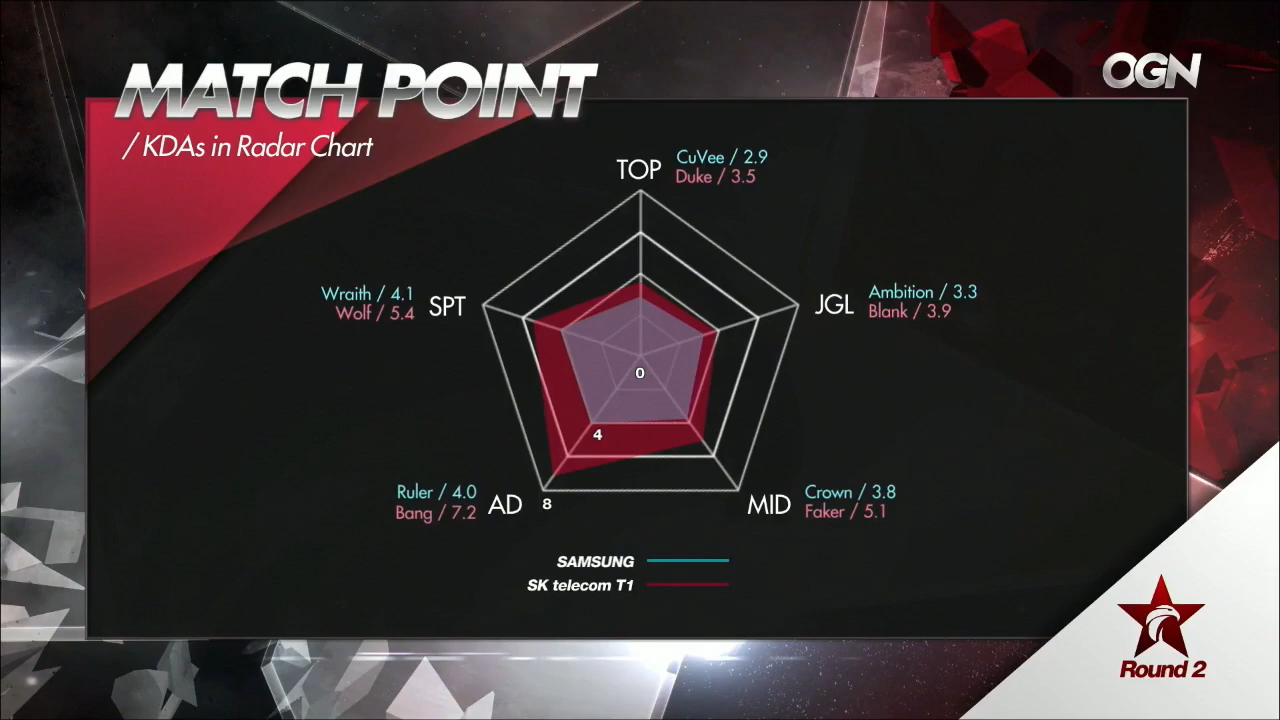 MATCH POINT
OGN
/ KDAs in Radar Chart
TOP
CuVee / 2.9
Duke / 3.5
Wraith / 4.1
Wolf / 5.4
SPT
JGL
Ambition / 3.3
Blank / 3.9
0
4
Ruler / 4.0
Bang / 7.2
AD
8
MID
Crown / 3.8
Faker / 5.1
SAMSUNG
SK telecom T1
Round 2